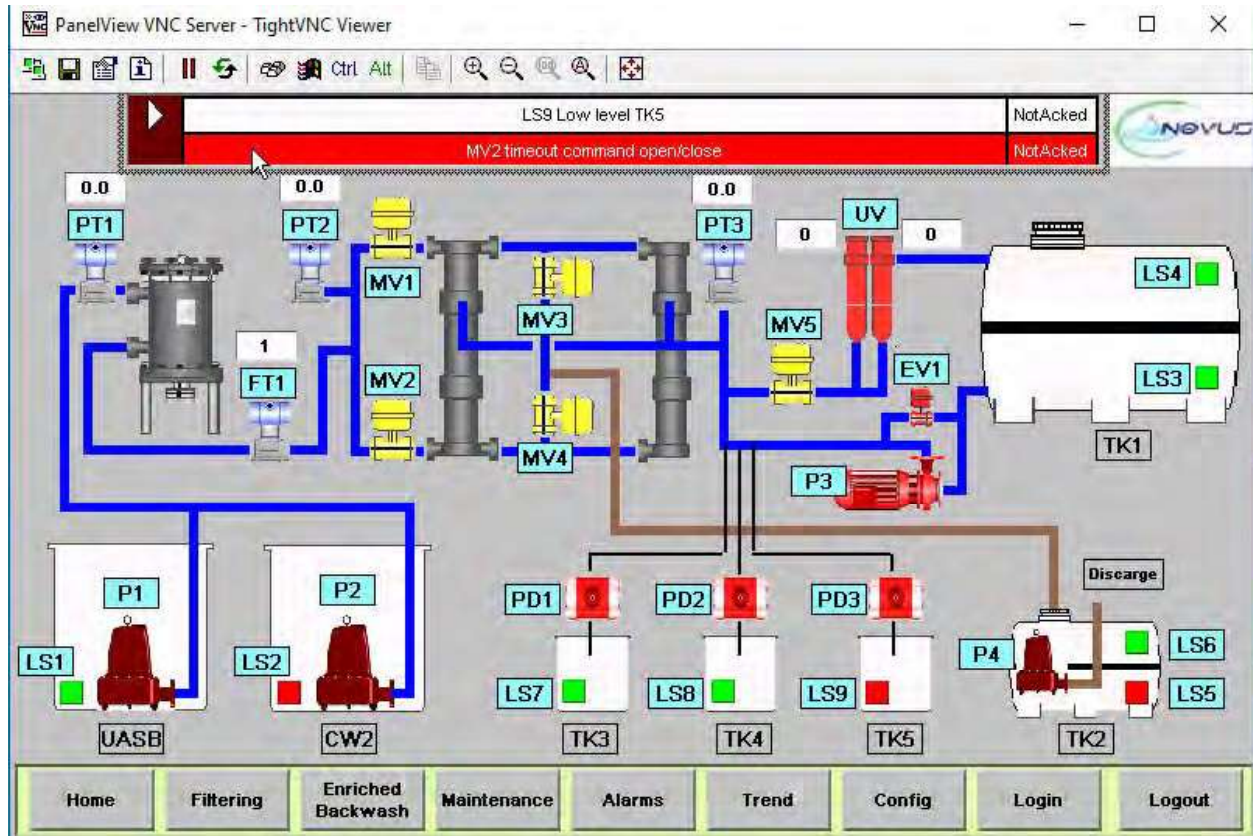 PanelView VNC Server - TightVNC Viewer
Ctrl Alt
LS9 Low level TK5 NotAcked
MV2 timeout command open/close NotAcked
NOVUS
0.0 0.0 0.0
PT1 PT2 PT3 UV
0 0
MV1 LS4
MV3
1 MV5
FT1 MV2 EV1 LS3
MV4 TK1
P3
Discarge
P1 P2 PD1 PD2 PD3
P4 LS6
LS1 LS2
LS7 LS8 LS9 LS5
UASB CW2 TK3 TK4 TK5 TK2
Home Filtering Enriched Backwash Maintenance Alarms Trend Config Login Logout